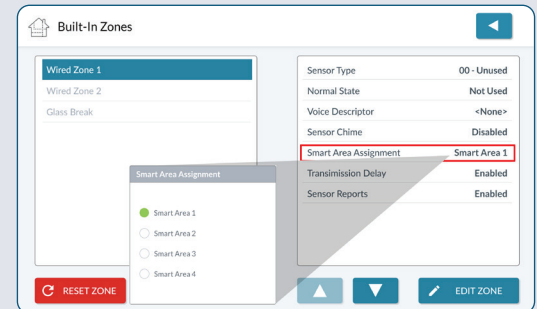 Built-In Zones
Wired Zone 1
Wired Zone 2
Glass Break
Sensor Type 00 - Unused
Normal State Not Used
Voice Descriptor <None>
Sensor Chime Disabled
Smart Area Assignment Smart Area 1
Transimission Delay Enabled
Sensor Reports Enabled
Smart Area Assignment
Smart Area 1
Smart Area 2
Smart Area 3
Smart Area 4
RESET ZONE
EDIT ZONE